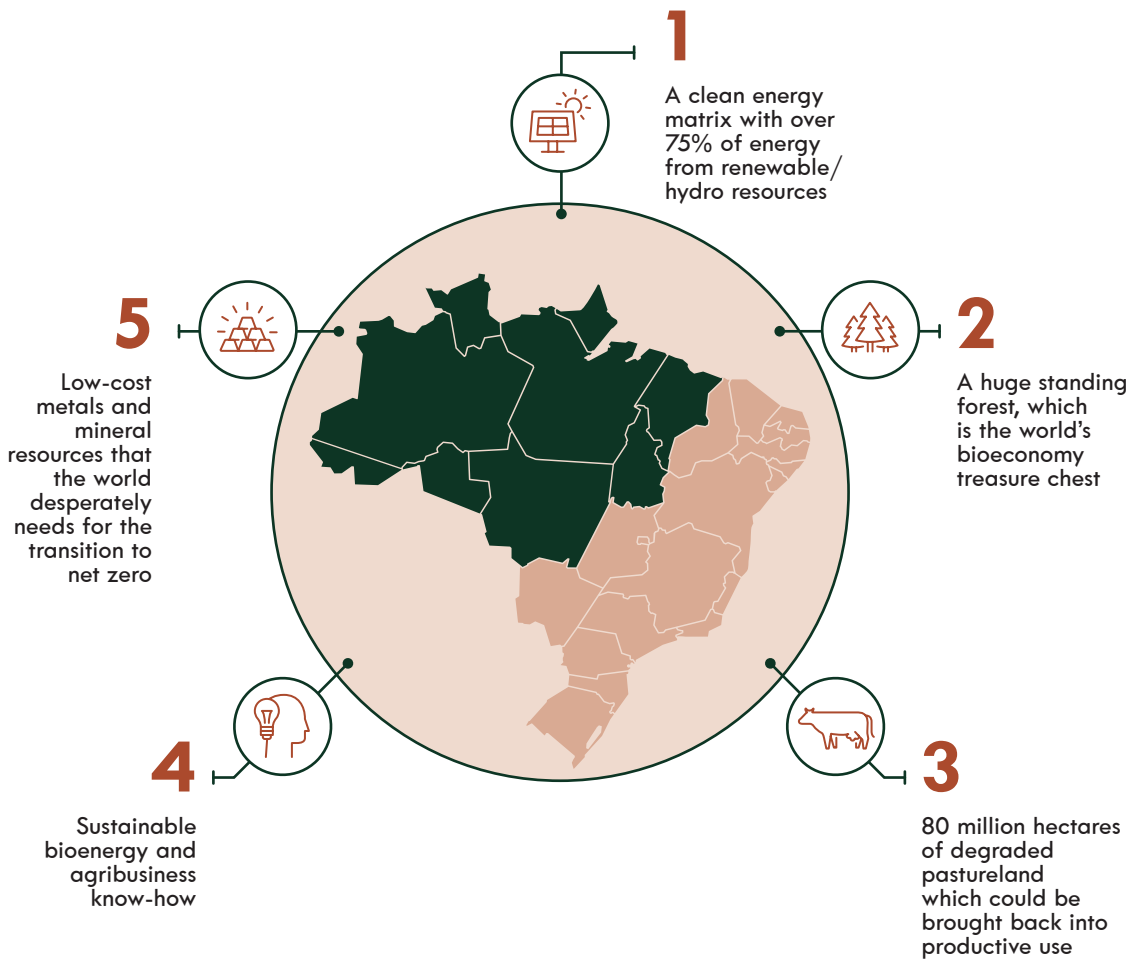 1
A clean energy
matrix with over
75% of energy
from renewable/
hydro resources
2
A huge standing
forest, which
is the world’s
bioeconomy
treasure chest
3
80 million hectares
of degraded
pastureland
which could be
brought back into
productive use
4
Sustainable
bioenergy and
agribusiness
know-how
5
Low-cost
metals and
mineral
resources that
the world
desperately
needs for the
transition to
net zero